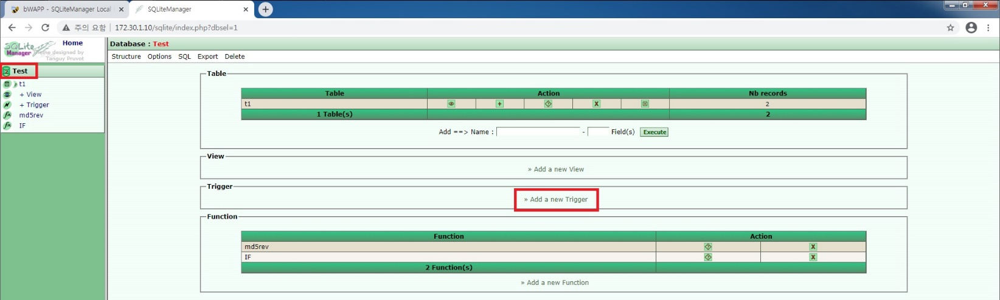 bWAPP - SQLiteManager Local
SQLiteManager
주의 요함 | 172.30.1.10/sqlite/index.php?dbsel=1
SQLite Manager
Home
Theme designed by
Tanguy Pruvot
Test
t1
+ View
+ Trigger
md5rev
IF
Database : Test
Structure Options SQL Export Delete
Table
Table Action Nb records
t1 2
1 Table(s) 2
Add ==> Name : - Field(s) Execute
View
» Add a new View
Trigger
» Add a new Trigger
Function
Function Action
md5rev
IF
2 Function(s)
» Add a new Function